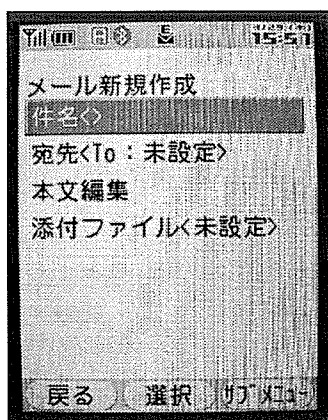 15:51
メール新規作成
件名<>
宛先<To:未設定>
本文編集
添付ファイル<未設定>
戻る 選択 サブメニュー